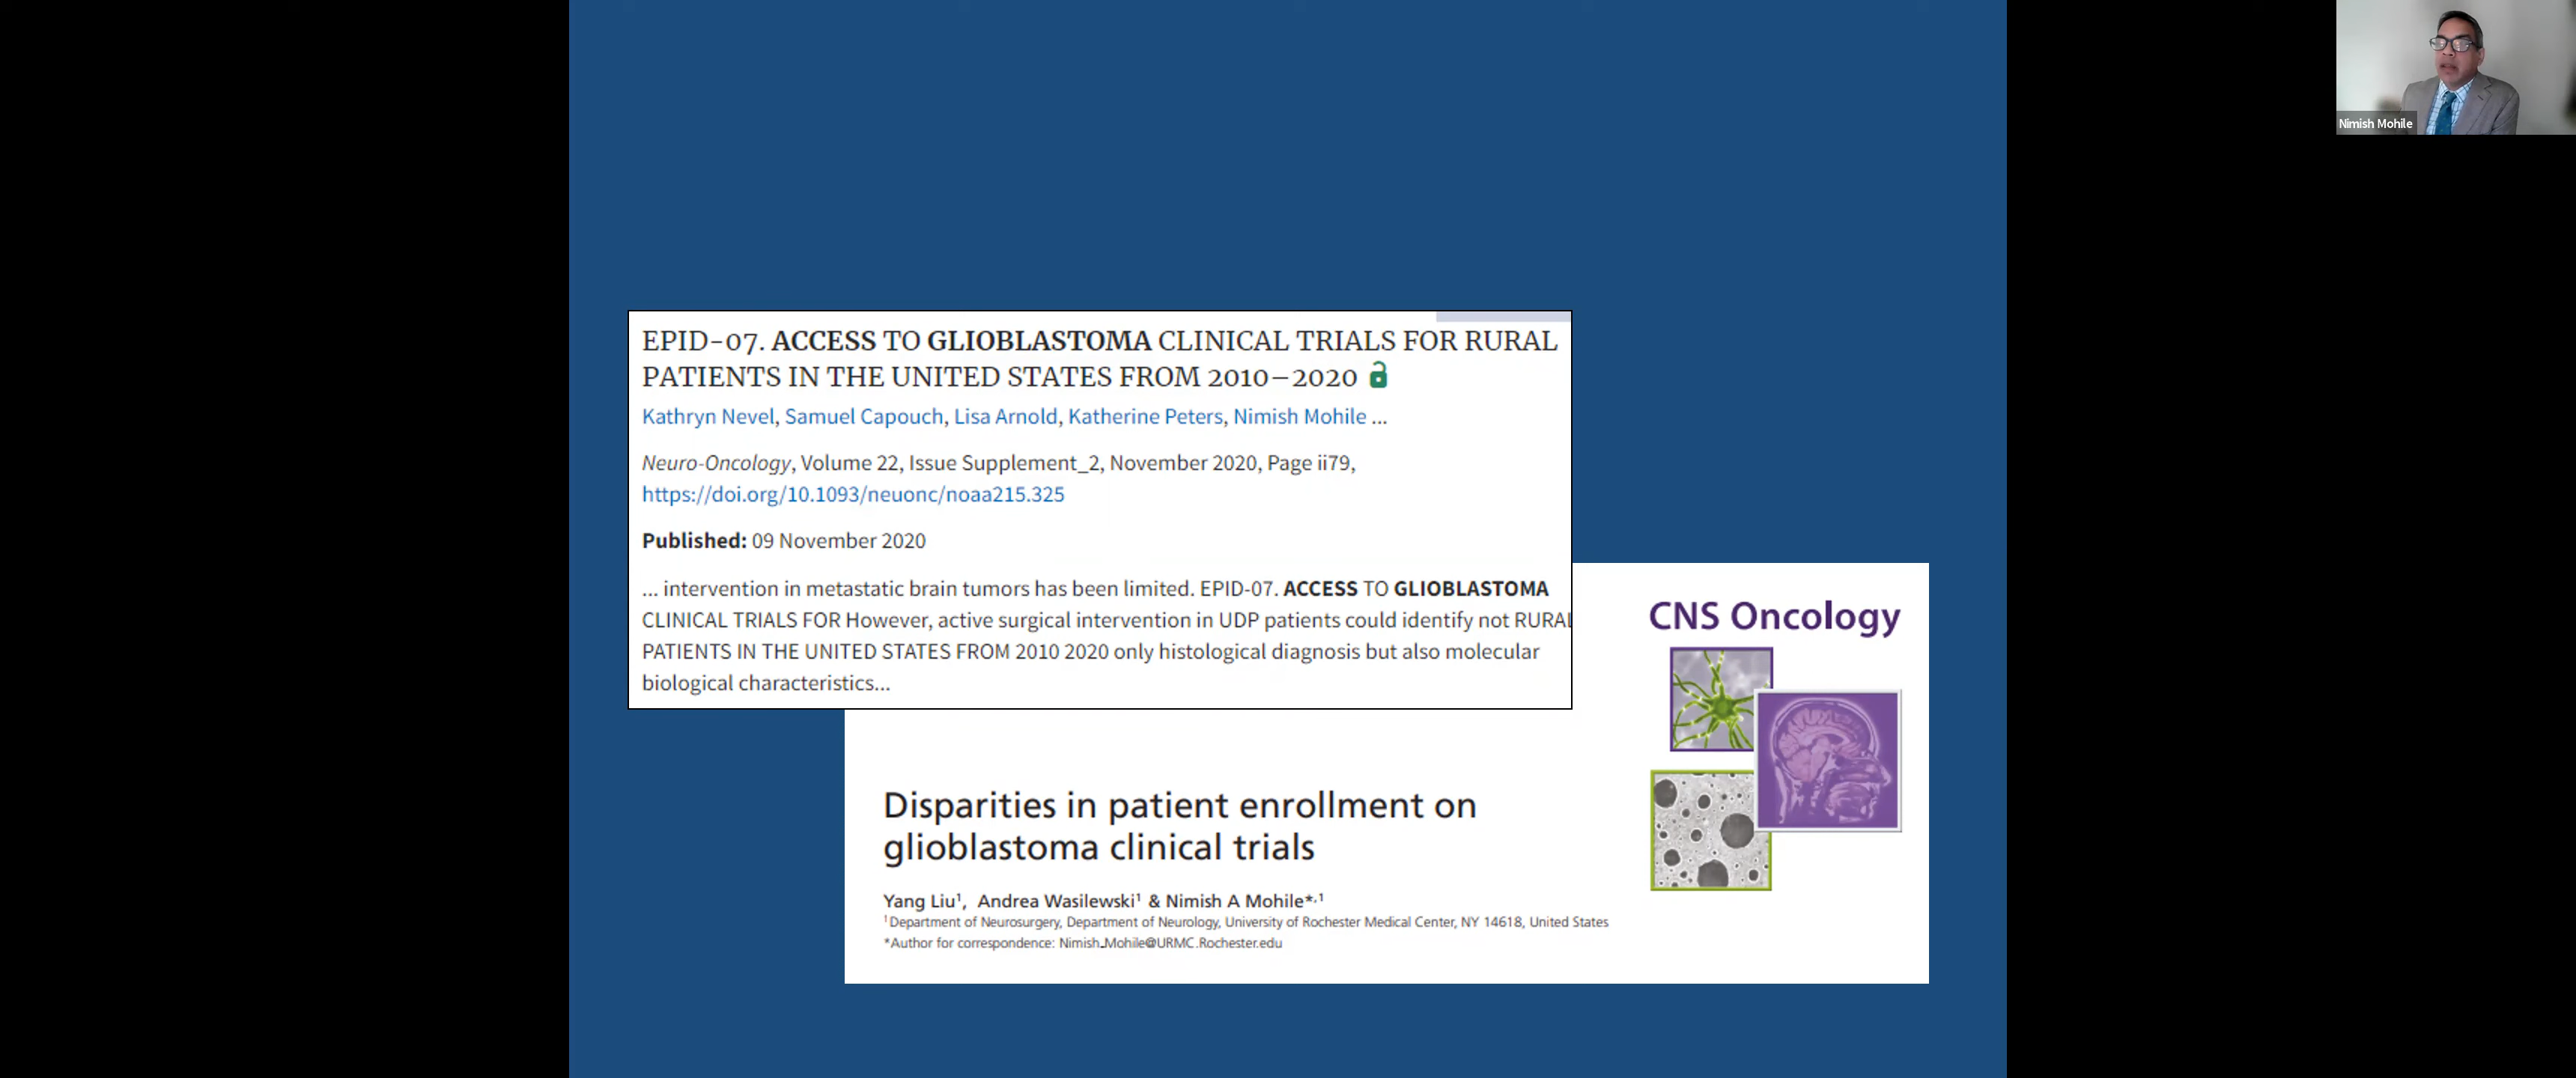 Nimish Mohile
EPID-07. ACCESS TO GLIOBLASTOMA CLINICAL TRIALS FOR RURAL
PATIENTS IN THE UNITED STATES FROM 2010–2020
Kathryn Nevel, Samuel Capouch, Lisa Arnold, Katherine Peters, Nimish Mohile ...
Neuro-Oncology, Volume 22, Issue Supplement_2, November 2020, Page ii79,
https://doi.org/10.1093/neuonc/noaa215.325
Published: 09 November 2020
... intervention in metastatic brain tumors has been limited. EPID-07. ACCESS TO GLIOBLASTOMA
CLINICAL TRIALS FOR However, active surgical intervention in UDP patients could identify not RURAL
PATIENTS IN THE UNITED STATES FROM 2010 2020 only histological diagnosis but also molecular
biological characteristics...
CNS Oncology
Disparities in patient enrollment on
glioblastoma clinical trials
Yang Liu1, Andrea Wasilewski1 & Nimish A Mohile*,1
1Department of Neurosurgery, Department of Neurology, University of Rochester Medical Center, NY 14618, United States
*Author for correspondence: Nimish_Mohile@URMC.Rochester.edu